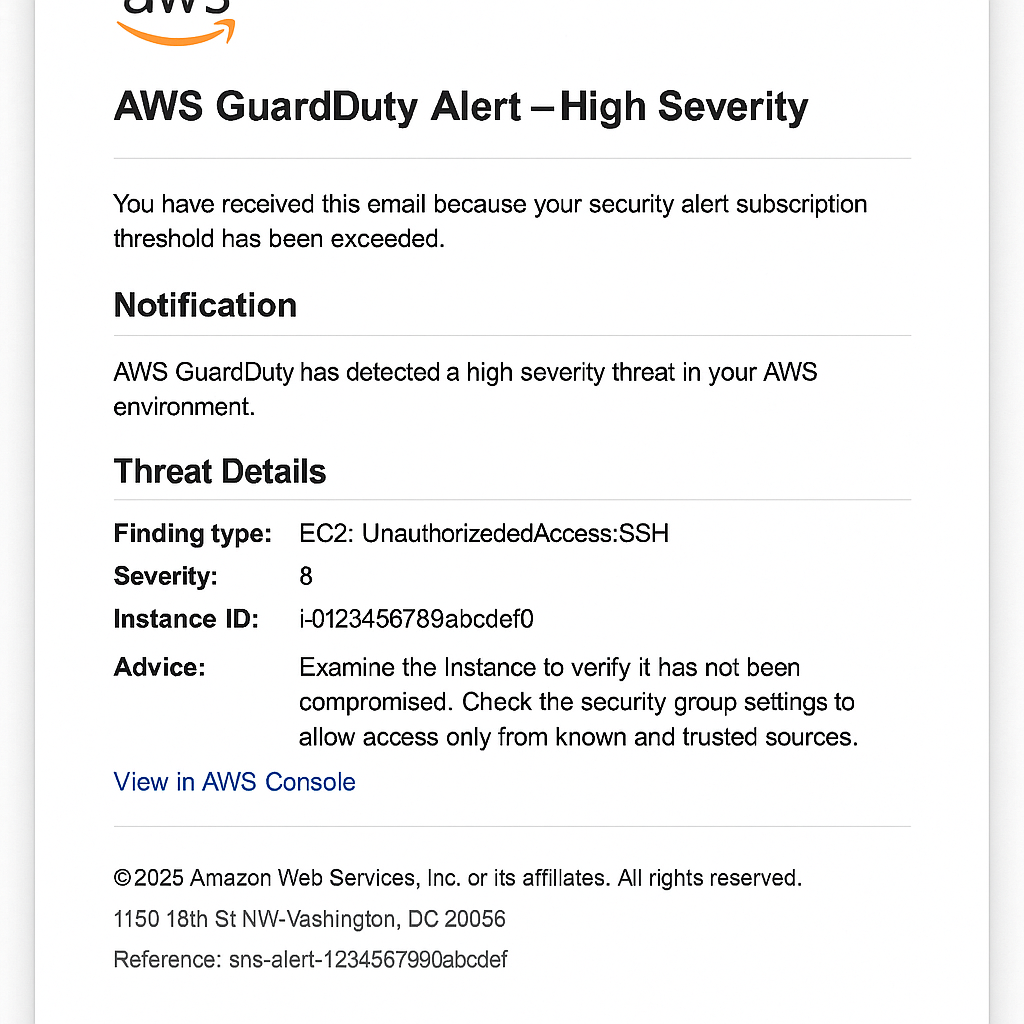 aws
AWS GuardDuty Alert – High Severity
You have received this email because your security alert subscription
threshold has been exceeded.
Notification
AWS GuardDuty has detected a high severity threat in your AWS
environment.
Threat Details
Finding type: EC2: UnauthorizededAccess:SSH
Severity: 8
Instance ID: i-0123456789abcdef0
Advice: Examine the Instance to verify it has not been
compromised. Check the security group settings to
allow access only from known and trusted sources.
View in AWS Console
©2025 Amazon Web Services, Inc. or its affiliates. All rights reserved.
1150 18th St NW-Vashington, DC 20056
Reference: sns-alert-1234567990abcdef